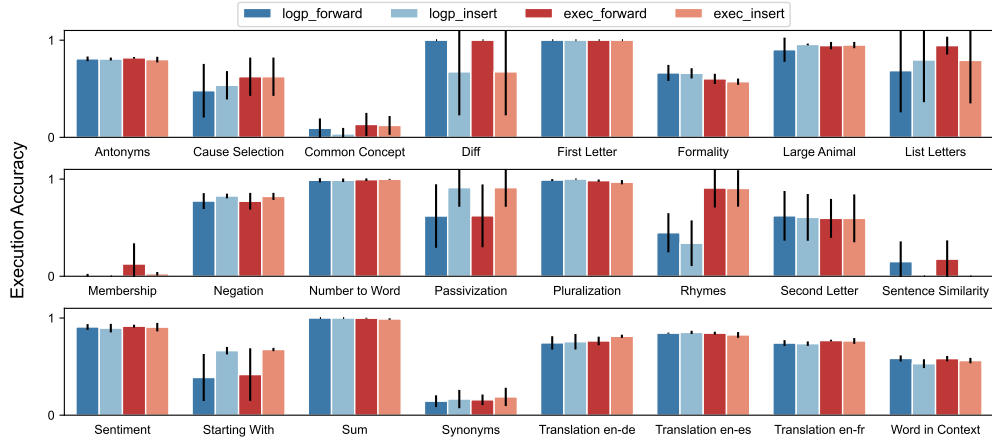 logp_forward logp_insert exec_forward exec_insert
Execution Accuracy
1
0
Antonyms Cause Selection Common Concept Diff First Letter Formality Large Animal List Letters
1
0
Membership Negation Number to Word Passivization Pluralization Rhymes Second Letter Sentence Similarity
1
0
Sentiment Starting With Sum Synonyms Translation en-de Translation en-es Translation en-fr Word in Context